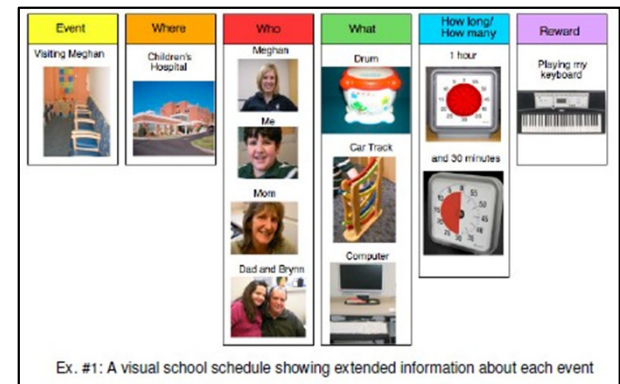 Event
Visiting Meghan
Where
Children's
Hospital
Who
Meghan
Me
Mom
Dad and Brynn
What
Drum
Car Track
Computer
How long/
How many
1 hour
and 30 minutes
Reward
Playing my
keyboard
Ex. #1: A visual school schedule showing extended information about each event